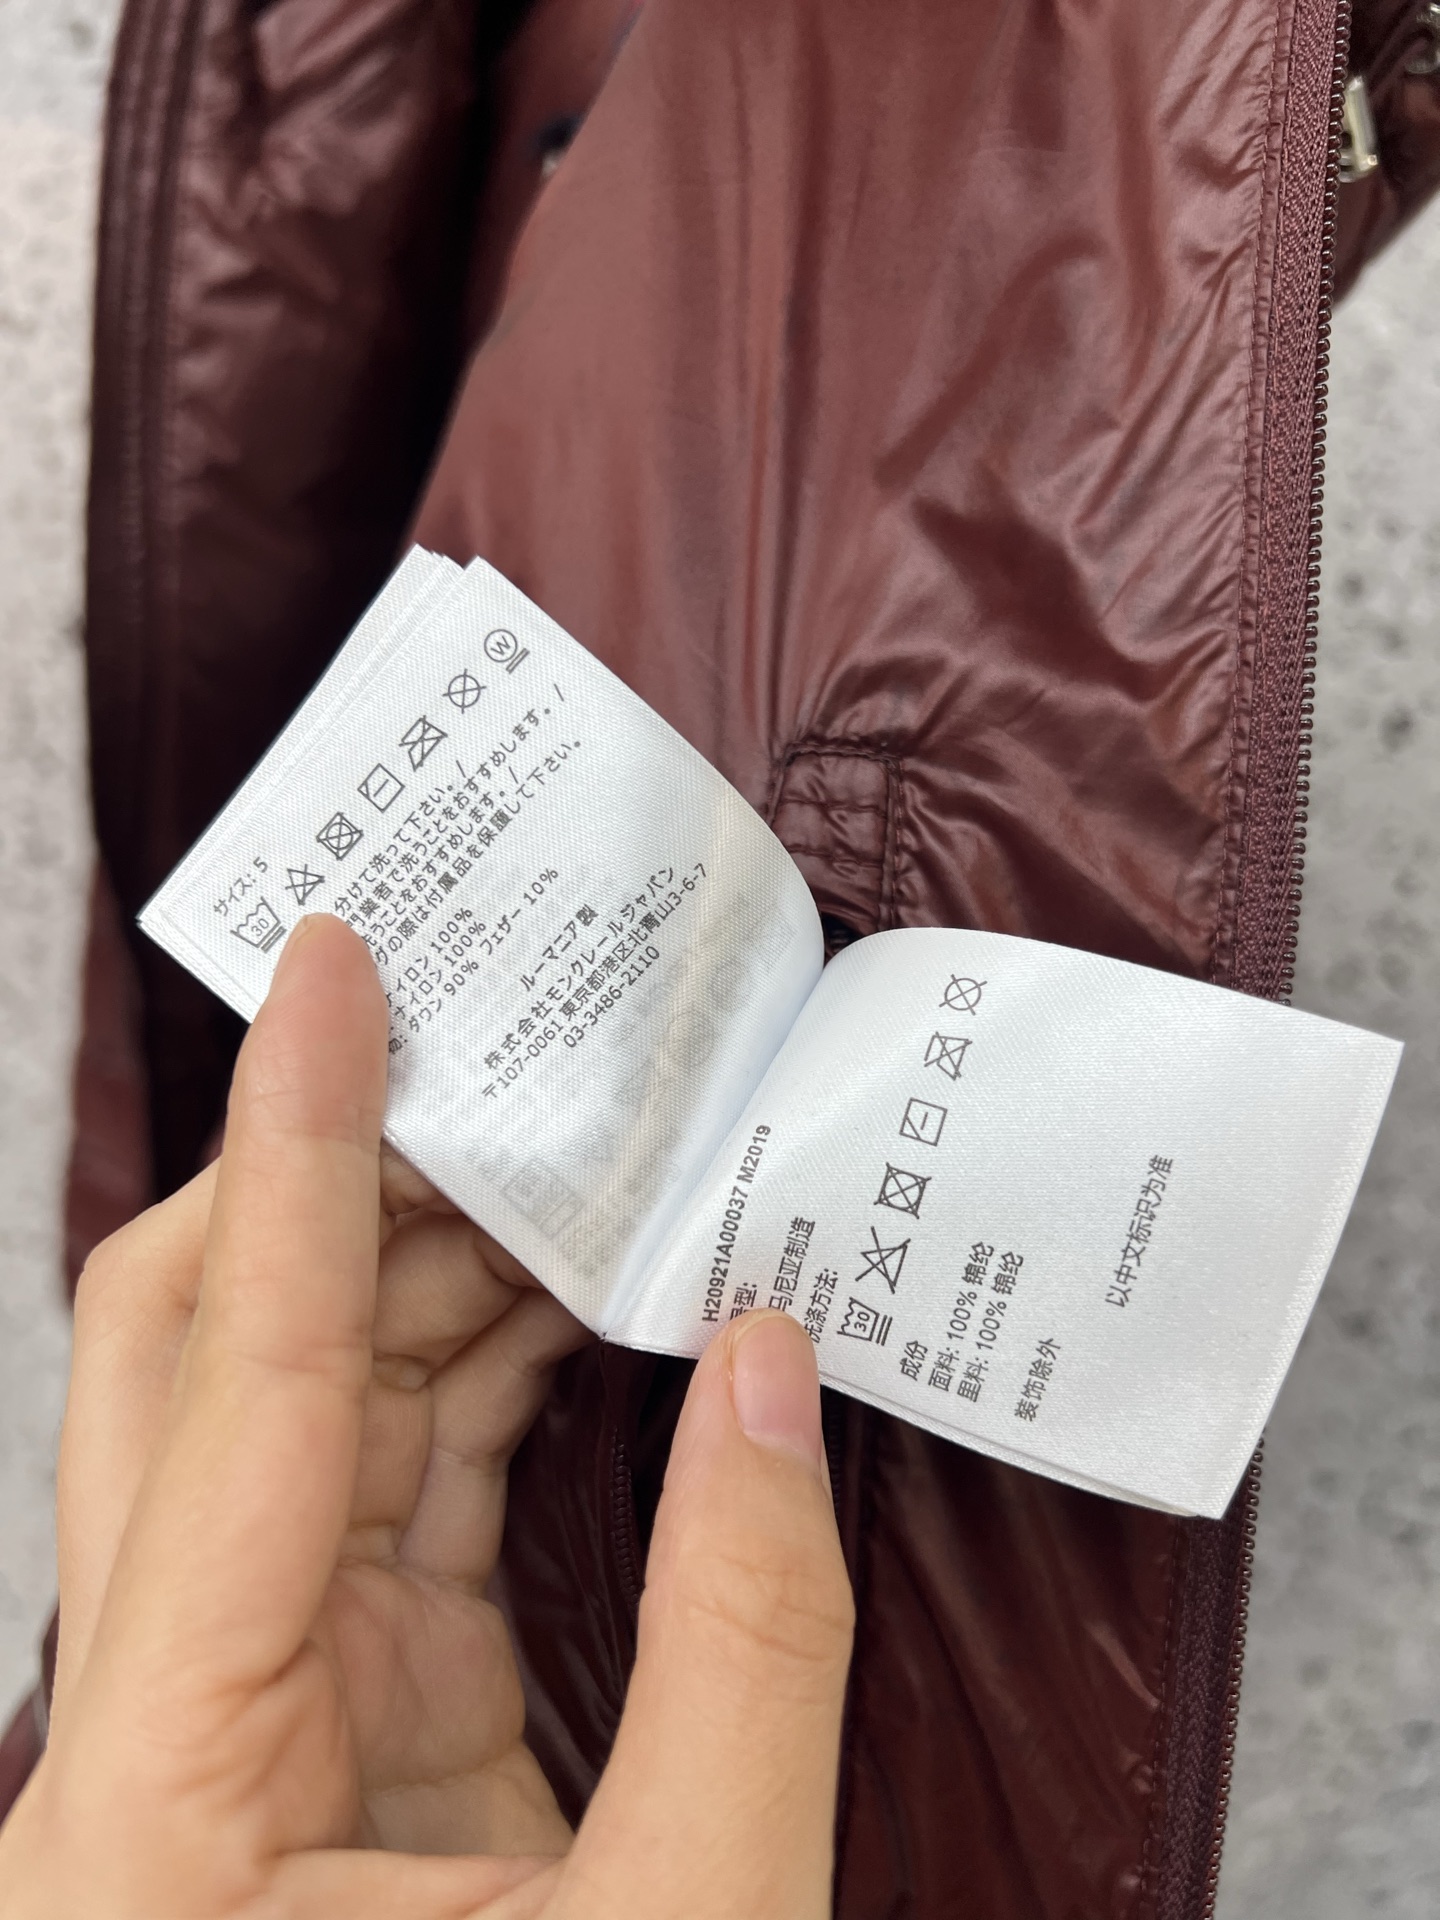 サイズ: 5
30
W
分けて洗って下さい。/
門業者で洗うことをおすすめします。/
洗うことをおすすめします。/
ダの際は付属品を保護して下さい。
ナイロン 100%
ナイロン 100%
物: ダウン 90% フェザー 10%
ルーマニア製
株式会社モンクレールジャパン
〒107-0061 東京都港区北青山3-6-7
03-3486-2110
H20921A00037 M2019
号型:
马尼亚制造
洗涤方法:
30
成份
面料: 100% 锦纶
里料: 100% 锦纶
装饰除外
以中文标识为准